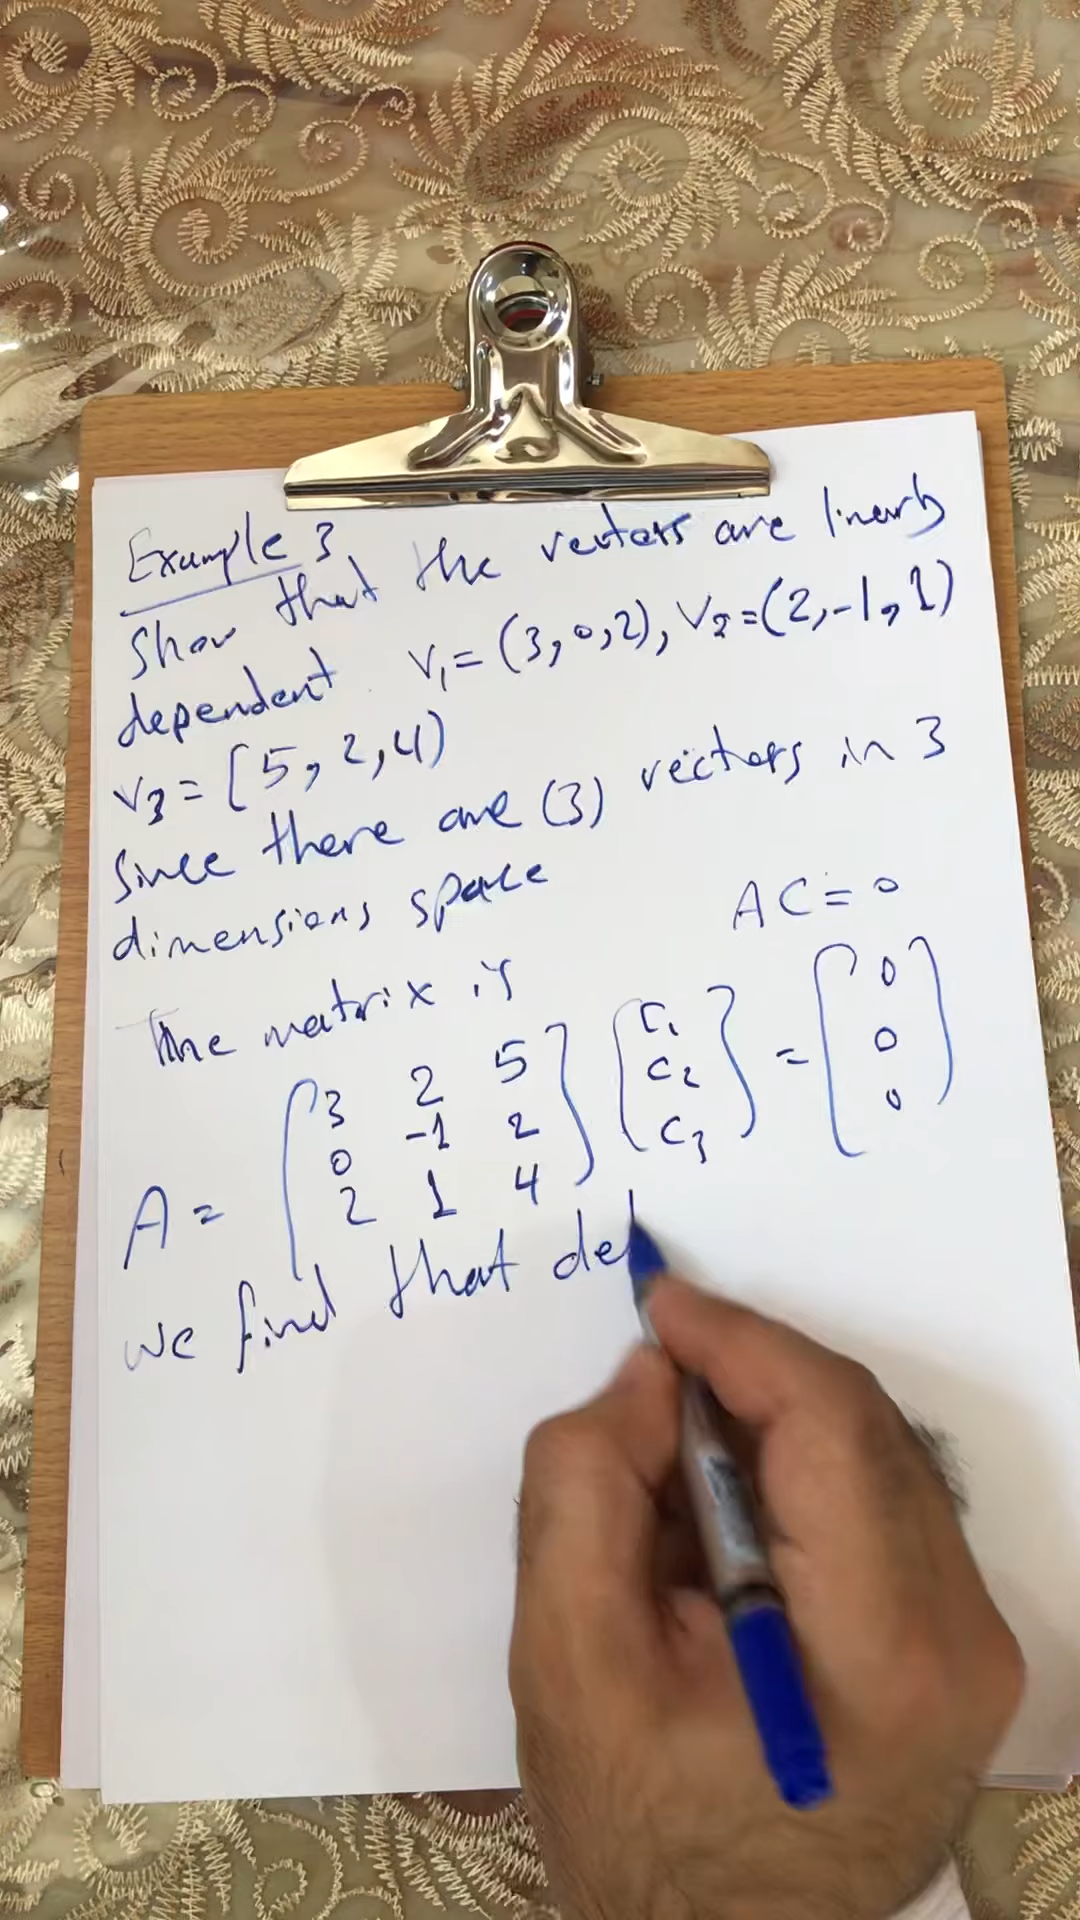 Example 3
Show that the vectors are linearly
dependent v₁=(3,0,2), v₂=(2,-1,1)
v₃=[5,2,4)
Since there are (3) vectors in 3
dimensions space
AC=0
The matrix is
A= [3 2 5] [c₁] = [0]
[0 -1 2] [c₂] [0]
[2 1 4] [c₃] [0]
we find that det